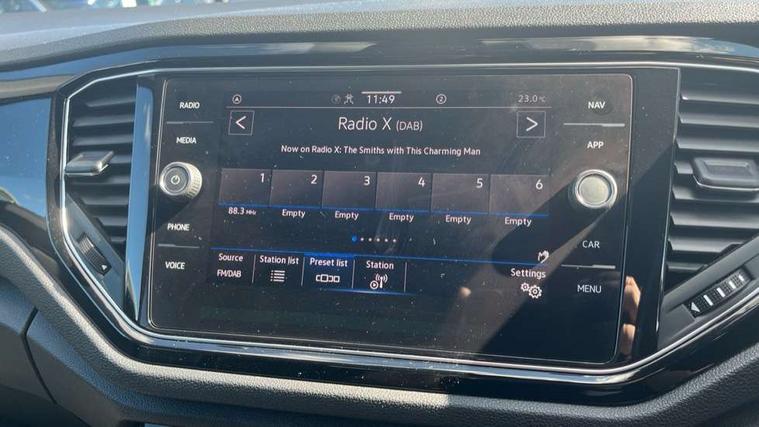 RADIO
MEDIA
PHONE
VOICE
11:49
2
23.0 °C
< Radio X (DAB) >
Now on Radio X: The Smiths with This Charming Man
1 2 3 4 5 6
88.3 MHz Empty Empty Empty Empty Empty
Source Station list Preset list Station Settings
FM/DAB
NAV
APP
CAR
MENU